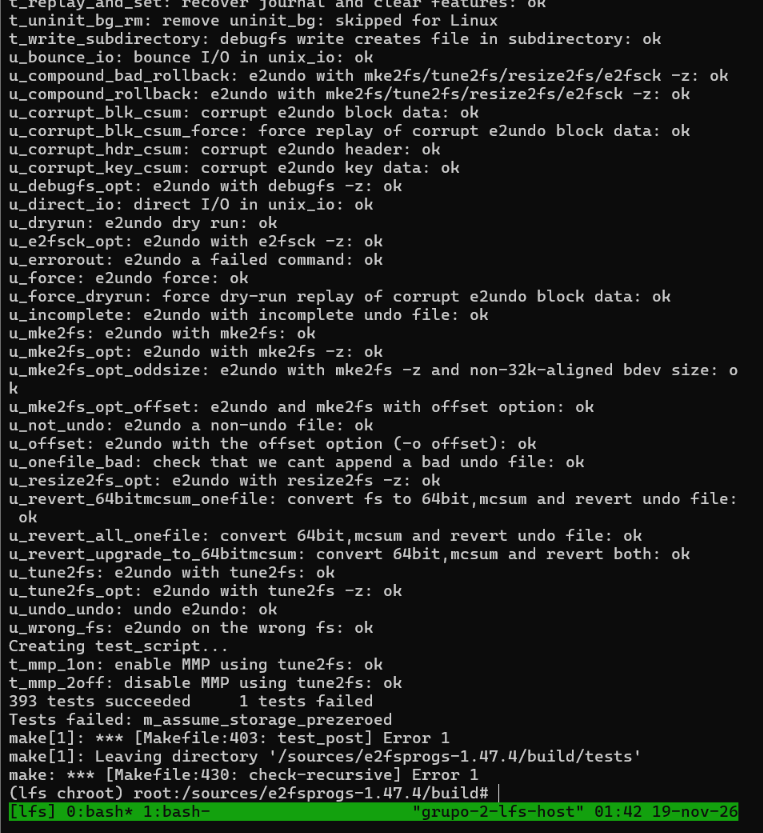 t_replay_and_set: recover journal and clear features: ok
t_uninit_bg_rm: remove uninit_bg: skipped for Linux
t_write_subdirectory: debugfs write creates file in subdirectory: ok
u_bounce_io: bounce I/O in unix_io: ok
u_compound_bad_rollback: e2undo with mke2fs/tune2fs/resize2fs/e2fsck -z: ok
u_compound_rollback: e2undo with mke2fs/tune2fs/resize2fs/e2fsck -z: ok
u_corrupt_blk_csum: corrupt e2undo block data: ok
u_corrupt_blk_csum_force: force replay of corrupt e2undo block data: ok
u_corrupt_hdr_csum: corrupt e2undo header: ok
u_corrupt_key_csum: corrupt e2undo key data: ok
u_debugfs_opt: e2undo with debugfs -z: ok
u_direct_io: direct I/O in unix_io: ok
u_dryrun: e2undo dry run: ok
u_e2fsck_opt: e2undo with e2fsck -z: ok
u_errorout: e2undo a failed command: ok
u_force: e2undo force: ok
u_force_dryrun: force dry-run replay of corrupt e2undo block data: ok
u_incomplete: e2undo with incomplete undo file: ok
u_mke2fs: e2undo with mke2fs: ok
u_mke2fs_opt: e2undo with mke2fs -z: ok
u_mke2fs_opt_oddsize: e2undo with mke2fs -z and non-32k-aligned bdev size: o
k
u_mke2fs_opt_offset: e2undo and mke2fs with offset option: ok
u_not_undo: e2undo a non-undo file: ok
u_offset: e2undo with the offset option (-o offset): ok
u_onefile_bad: check that we cant append a bad undo file: ok
u_resize2fs_opt: e2undo with resize2fs -z: ok
u_revert_64bitmcsum_onefile: convert fs to 64bit,mcsum and revert undo file:
 ok
u_revert_all_onefile: convert 64bit,mcsum and revert undo file: ok
u_revert_upgrade_to_64bitmcsum: convert 64bit,mcsum and revert both: ok
u_tune2fs: e2undo with tune2fs: ok
u_tune2fs_opt: e2undo with tune2fs -z: ok
u_undo_undo: undo e2undo: ok
u_wrong_fs: e2undo on the wrong fs: ok
Creating test_script...
t_mmp_1on: enable MMP using tune2fs: ok
t_mmp_2off: disable MMP using tune2fs: ok
393 tests succeeded     1 tests failed
Tests failed: m_assume_storage_prezeroed
make[1]: *** [Makefile:403: test_post] Error 1
make[1]: Leaving directory '/sources/e2fsprogs-1.47.4/build/tests'
make: *** [Makefile:430: check-recursive] Error 1
(lfs chroot) root:/sources/e2fsprogs-1.47.4/build#
[lfs] 0:bash* 1:bash-                     "grupo-2-lfs-host" 01:42 19-nov-26